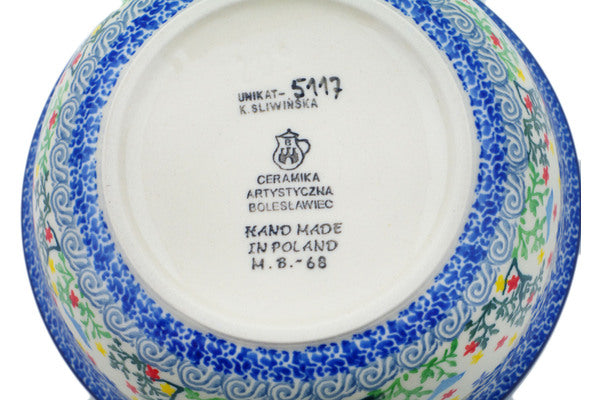 UNIKAT- 5117
K. SLIWIŃSKA
B
CERAMIKA
ARTYSTYCZNA
BOLESŁAWIEC
HAND MADE
IN POLAND
M.B.-68